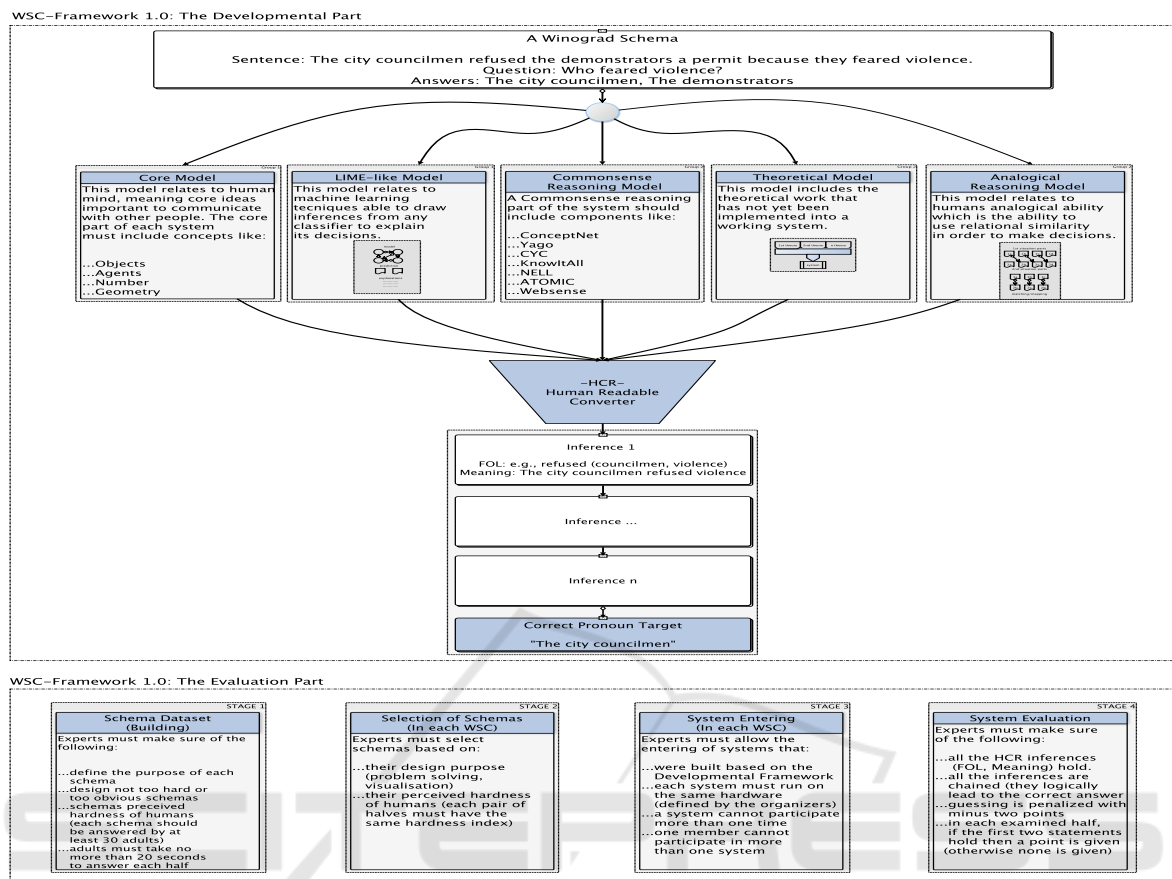 WSC-Framework 1.0: The Developmental Part
A Winograd Schema
Sentence: The city councilmen refused the demonstrators a permit because they feared violence.
Question: Who feared violence?
Answers: The city councilmen, The demonstrators
Core Model
This model relates to human
mind, meaning core ideas
important to communicate
with other people. The core
part of each system
must include concepts like:
...Objects
...Agents
...Number
...Geometry
LIME-like Model
This model relates to
machine learning
tecniques able to draw
inferences from any
classifier to explain
its decisions.
Commonsense
Reasoning Model
A Commonsense reasoning
part of the system should
include components like:
...ConceptNet
...Yago
...CYC
...KnowItAll
...NELL
...ATOMIC
...Websense
Theoretical Model
This model includes the
theoretical work that
has not yet been
implemented into a
working system.
Analogical
Reasoning Model
This model relates to
humans analogical ability
which is the ability to
use relational similarity
in order to make decisions.
-HCR-
Human Readable
Converter
Inference 1
FOL: e.g., refused (councilmen, violence)
Meaning: The city councilmen refused violence
Inference ...
Inference n
Correct Pronoun Target
"The city councilmen"
WSC-Framework 1.0: The Evaluation Part
STAGE 1
Schema Dataset
(Building)
Experts must make sure of the
following:
...define the purpose of each
schema
...design not too hard or
too obvious schemas
...schemas preceived
hardness of humans
(each schema should
be answered by at
least 30 adults)
...adults must take no
more than 20 seconds
to answer each half
STAGE 2
Selection of Schemas
(In each WSC)
Experts must select
schemas based on:
...their design purpose
(problem solving,
visualisation)
...their perceived hardness
of humans (each pair of
halves must have the
same hardness index)
STAGE 3
System Entering
(In each WSC)
Experts must allow the
entering of systems that:
...were built based on the
Developmental Framework
...each system must run on
the same hardware
(defined by the organizers)
...a system cannot participate
more than one time
...one member cannot
participate in more
than one system
STAGE 4
System Evaluation
Experts must make sure
of the following:
...all the HCR inferences
(FOL, Meaning) hold.
...all the inferences are
chained (they logically
lead to the correct answer
...guessing is penalized with
minus two points
...in each examined half,
if the first two statements
hold then a point is given
(otherwise none is given)